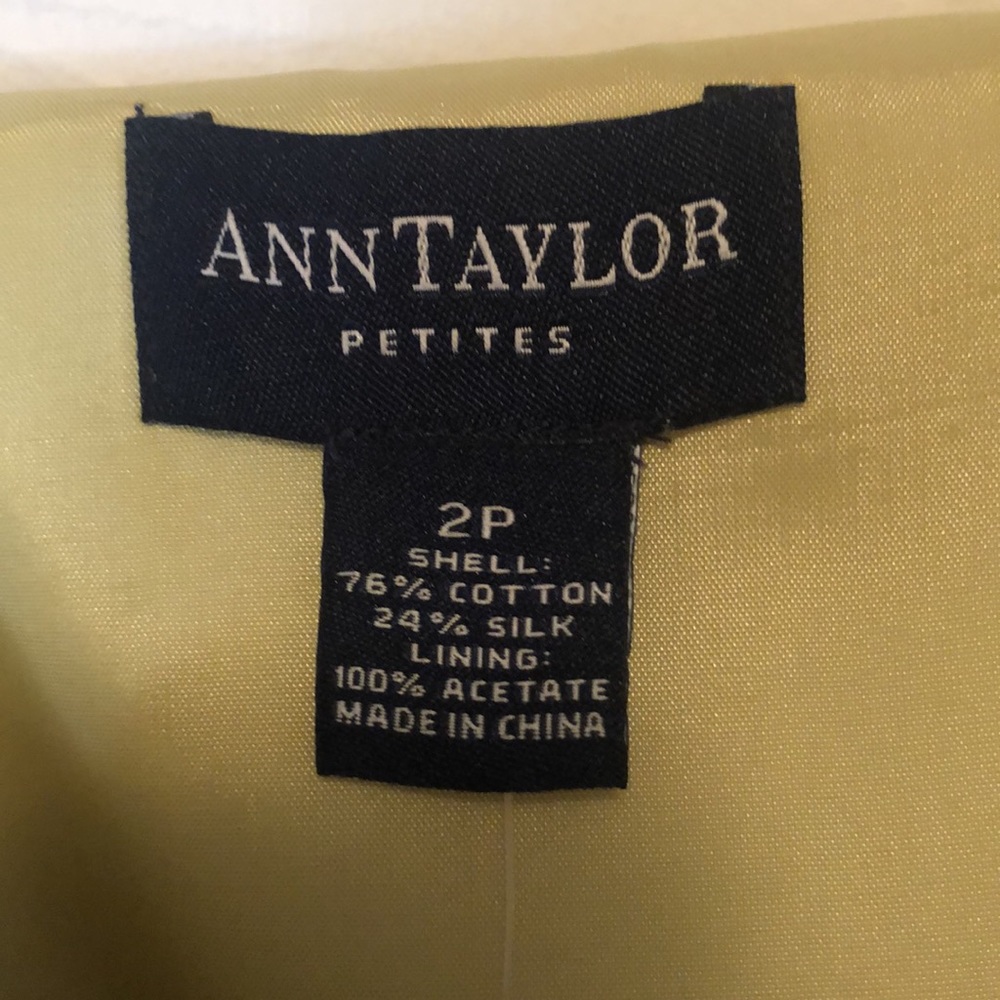 ANNTAYLOR
PETITES
2P
SHELL:
76% COTTON
24% SILK
LINING:
100% ACETATE
MADE IN CHINA